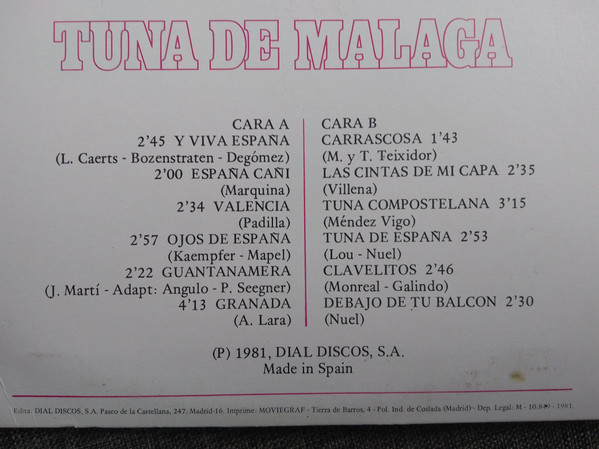 TUNA DE MALAGA
CARA A
2'45 Y VIVA ESPAÑA
(L. Caerts - Bozenstraten - Degómez)
2'00 ESPAÑA CAÑI
(Marquina)
2'34 VALENCIA
(Padilla)
2'57 OJOS DE ESPAÑA
(Kaempfer - Mapel)
2'22 GUANTANAMERA
(J. Martí - Adapt: Angulo - P. Seegner)
4'13 GRANADA
(A. Lara)
CARA B
CARRASCOSA 1'43
(M. y T. Teixidor)
LAS CINTAS DE MI CAPA 2'35
(Villena)
TUNA COMPOSTELANA 3'15
(Méndez Vigo)
TUNA DE ESPAÑA 2'53
(Lou - Nuel)
CLAVELITOS 2'46
(Monreal - Galindo)
DEBAJO DE TU BALCON 2'30
(Nuel)
(P) 1981, DIAL DISCOS, S.A.
Made in Spain
Edita: DIAL DISCOS, S.A. Paseo de la Castellana, 247, Madrid-16. Imprime: MOVIEGRAF - Tierra de Barros, 4 - Pol. Ind. de Coslada (Madrid) - Dep. Legal: M - 1981.